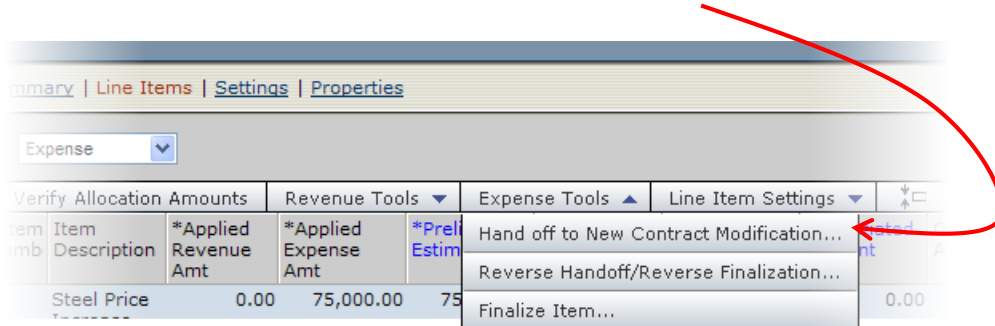 Line Items | Settings | Properties
Expense
Verify Allocation Amounts Revenue Tools Expense Tools Line Item Settings
Item Description *Applied Revenue Amt *Applied Expense Amt
Hand off to New Contract Modification...
Reverse Handoff/Reverse Finalization...
Steel Price 0.00 75,000.00 75 0.00
Finalize Item...